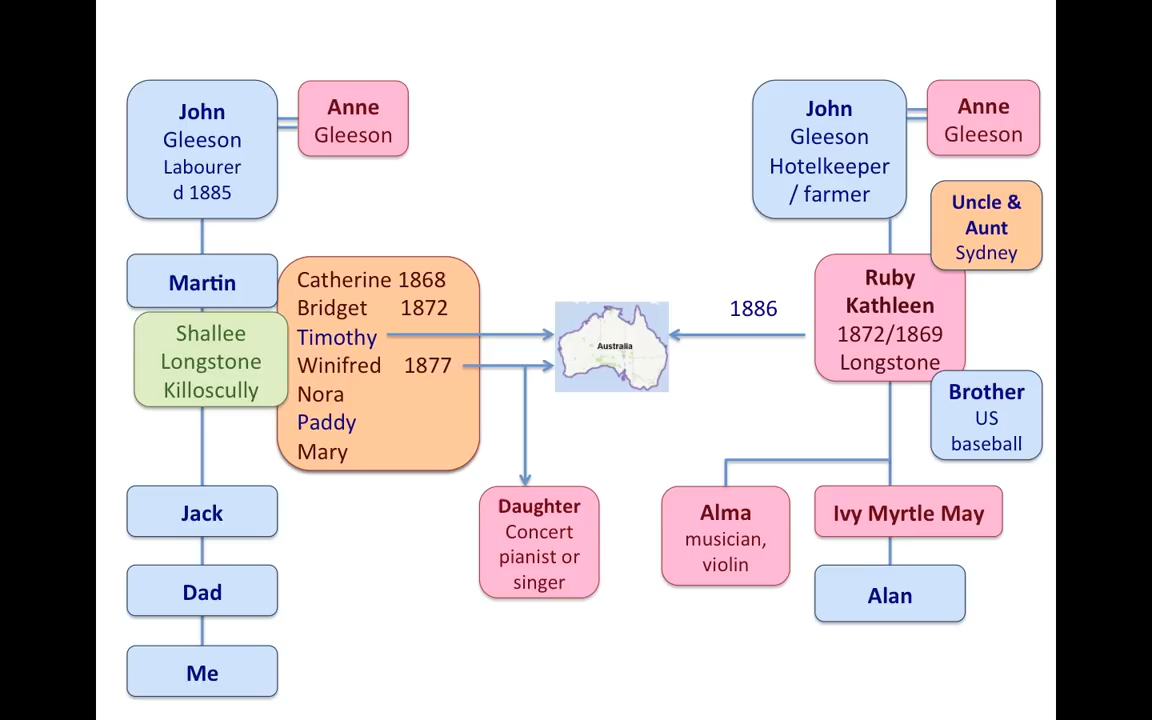 John
Gleeson
Labourer
d 1885
Anne
Gleeson
Martin
Shallee
Longstone
Killoscully
Catherine 1868
Bridget 1872
Timothy
Winifred 1877
Nora
Paddy
Mary
Jack
Dad
Me
Australia
1886
Daughter
Concert
pianist or
singer
John
Gleeson
Hotelkeeper
/ farmer
Anne
Gleeson
Uncle &
Aunt
Sydney
Ruby
Kathleen
1872/1869
Longstone
Brother
US
baseball
Alma
musician,
violin
Ivy Myrtle May
Alan